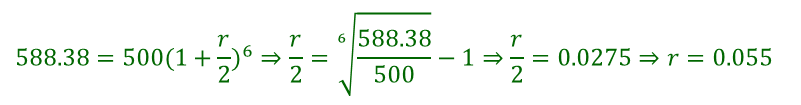 588.38 = 500(1 + r/2)⁶ ⇒ r/2 = ⁶√(588.38/500) − 1 ⇒ r/2 = 0.0275 ⇒ r = 0.055